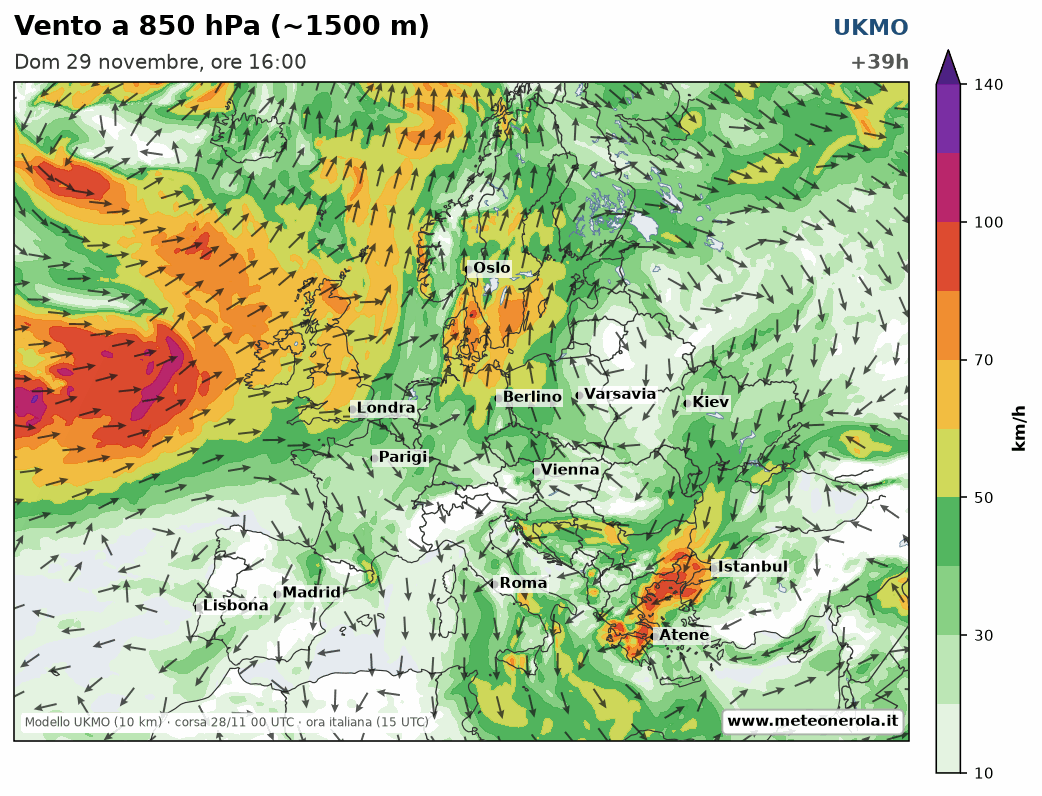 Vento a 850 hPa (~1500 m)
UKMO
Dom 29 novembre, ore 16:00
+39h
140
100
70
50
30
10
km/h
Oslo
Berlino
Varsavia
Kiev
Londra
Parigi
Vienna
Istanbul
Roma
Madrid
Lisbona
Atene
Modello UKMO (10 km) · corsa 28/11 00 UTC · ora italiana (15 UTC)
www.meteonerola.it